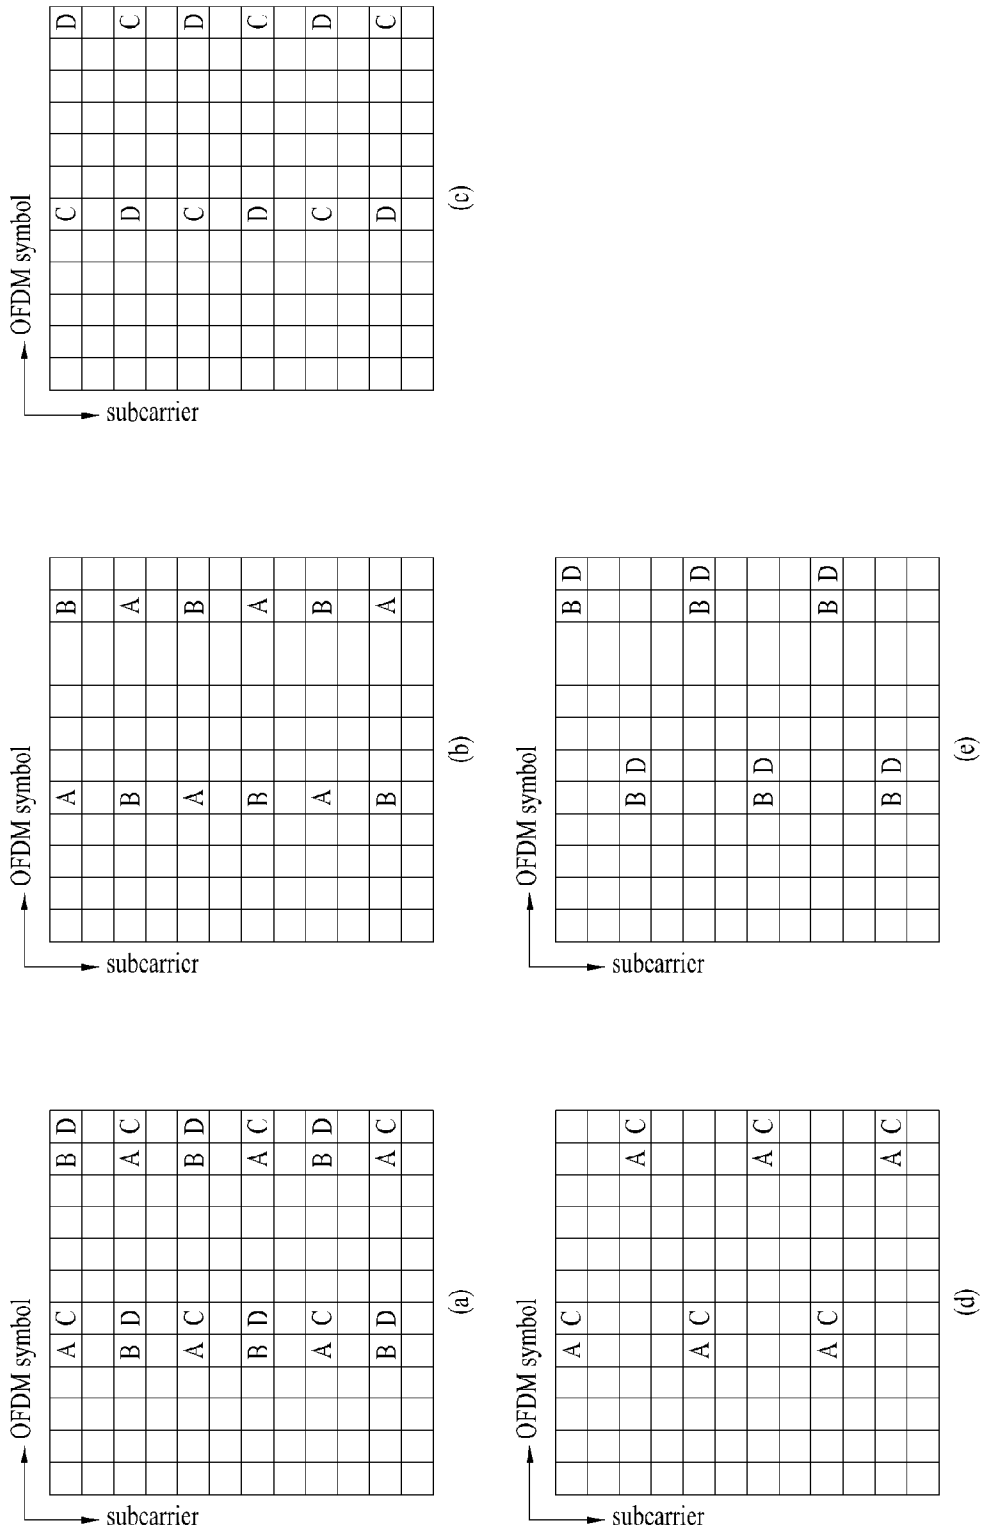 OFDM symbol
subcarrier
A C B D
B D A C
A C B D
B D A C
A C B D
B D A C
(a)
OFDM symbol
subcarrier
A B
B A
A B
B A
A B
B A
(b)
OFDM symbol
subcarrier
C D
D C
C D
D C
C D
D C
(c)
OFDM symbol
subcarrier
A C
A C
A C
A C
A C
A C
(d)
OFDM symbol
subcarrier
B D
B D
B D
B D
B D
B D
(e)